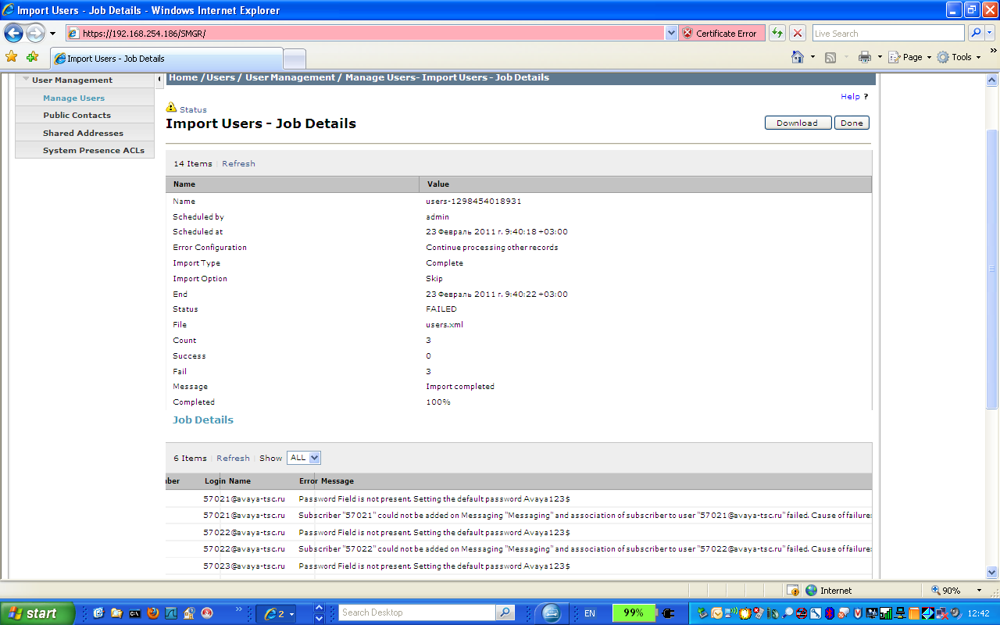 Import Users - Job Details - Windows Internet Explorer
https://192.168.254.186/SMGR/
Certificate Error
Live Search
Import Users - Job Details
Page
Tools
User Management
Manage Users
Public Contacts
Shared Addresses
System Presence ACLs
Home / Users / User Management / Manage Users- Import Users - Job Details
Help ?
Status
Import Users - Job Details
Download
Done
14 Items Refresh
Name Value
Name users-1298454018931
Scheduled by admin
Scheduled at 23 Февраль 2011 г. 9:40:18 +03:00
Error Configuration Continue processing other records
Import Type Complete
Import Option Skip
End 23 Февраль 2011 г. 9:40:22 +03:00
Status FAILED
File users.xml
Count 3
Success 0
Fail 3
Message Import completed
Completed 100%
Job Details
6 Items Refresh Show ALL
nber Login Name Error Message
57021@avaya-tsc.ru Password Field is not present. Setting the default password Avaya123$
57021@avaya-tsc.ru Subscriber "57021" could not be added on Messaging "Messaging" and association of subscriber to user "57021@avaya-tsc.ru" failed. Cause of failure:
57022@avaya-tsc.ru Password Field is not present. Setting the default password Avaya123$
57022@avaya-tsc.ru Subscriber "57022" could not be added on Messaging "Messaging" and association of subscriber to user "57022@avaya-tsc.ru" failed. Cause of failure:
57023@avaya-tsc.ru Password Field is not present. Setting the default password Avaya123$
Internet
90%
start
2
Search Desktop
EN
99%
12:42